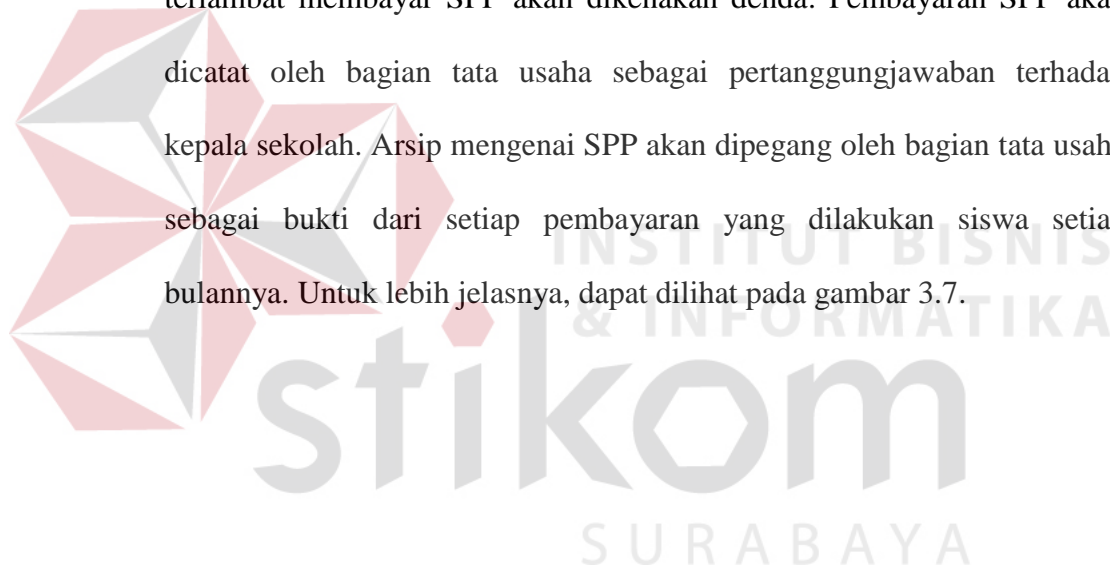 terlambat membayar SPP akan dikenakan denda. Pembayaran SPP aka
dicatat oleh bagian tata usaha sebagai pertanggungjawaban terhada
kepala sekolah. Arsip mengenai SPP akan dipegang oleh bagian tata usah
sebagai bukti dari setiap pembayaran yang dilakukan siswa setia
bulannya. Untuk lebih jelasnya, dapat dilihat pada gambar 3.7.
INSTITUT BISNIS
& INFORMATIKA
stikom
SURABAYA